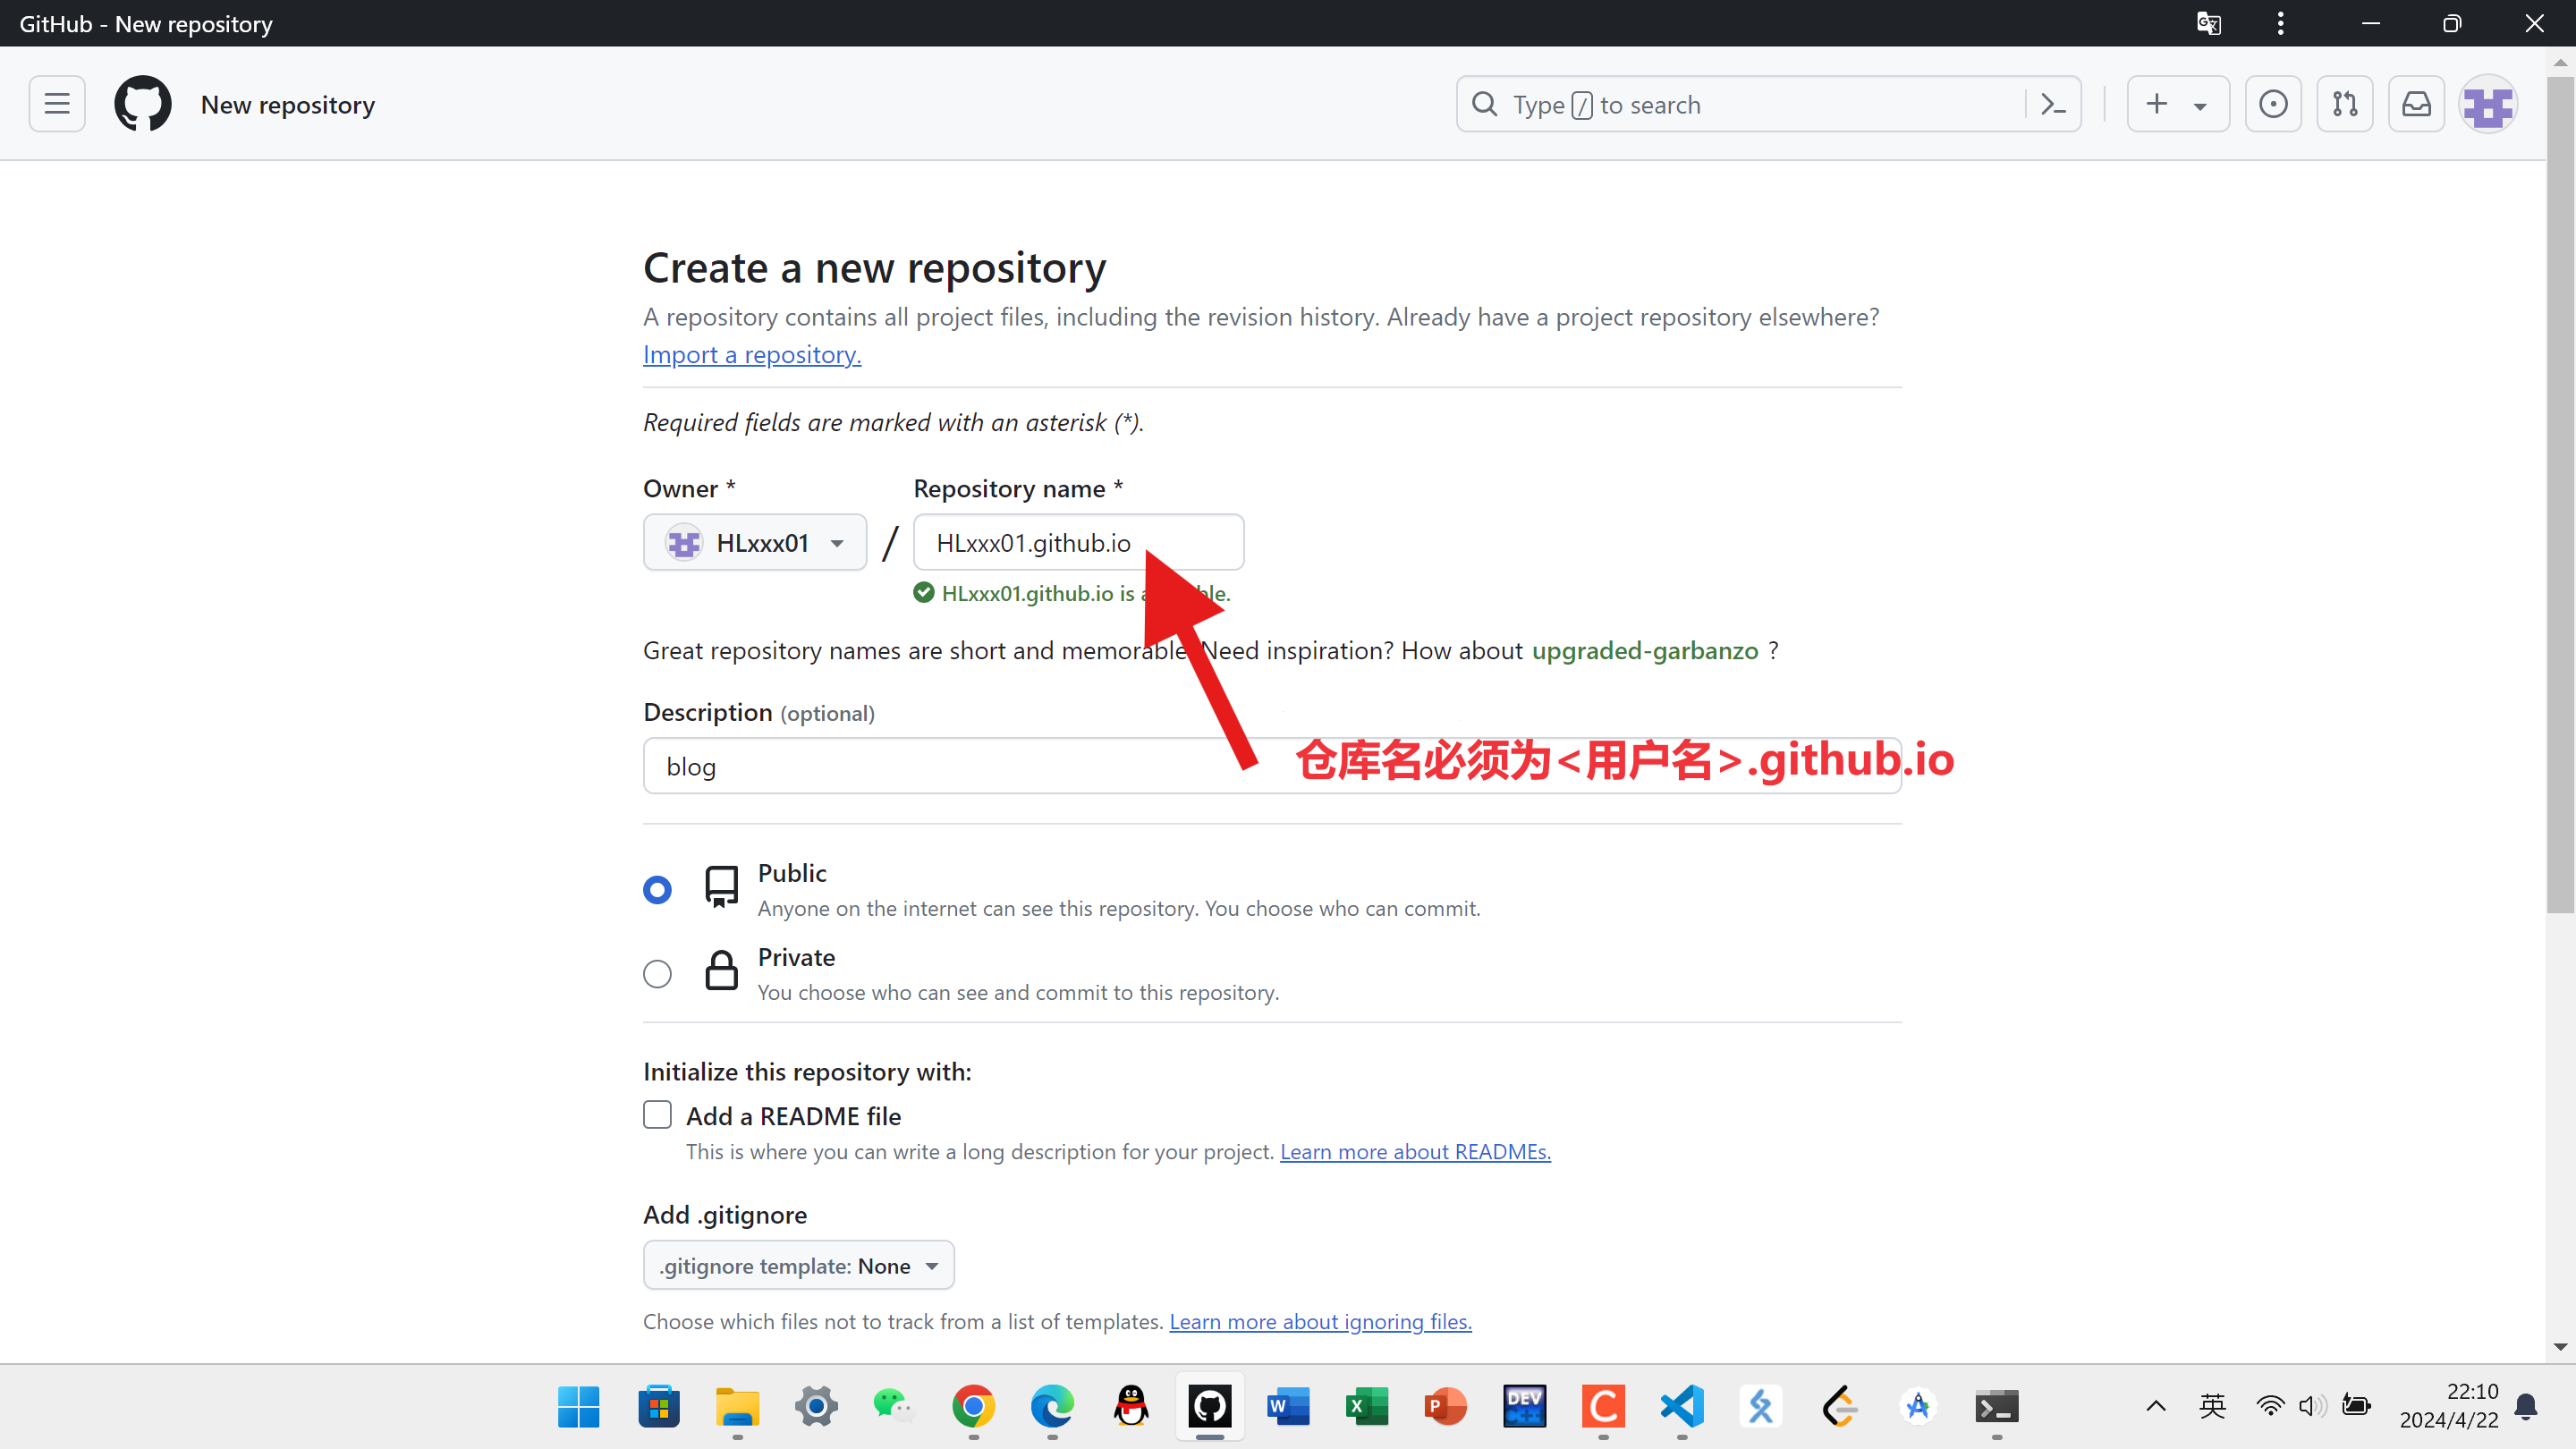 GitHub - New repository
New repository
Type / to search
Create a new repository
A repository contains all project files, including the revision history. Already have a project repository elsewhere?
Import a repository.
Required fields are marked with an asterisk (*).
Owner *
Repository name *
HLxxx01
/
HLxxx01.github.io
HLxxx01.github.io is
Great repository names are short and memorable Need inspiration? How about upgraded-garbanzo ?
Description (optional)
blog
仓库名必须为<用户名>.github.io
Public
Anyone on the internet can see this repository. You choose who can commit.
Private
You choose who can see and commit to this repository.
Initialize this repository with:
Add a README file
This is where you can write a long description for your project. Learn more about READMEs.
Add .gitignore
.gitignore template: None
Choose which files not to track from a list of templates. Learn more about ignoring files.
W
X
P
DEV
C++
C
英
22:10
2024/4/22